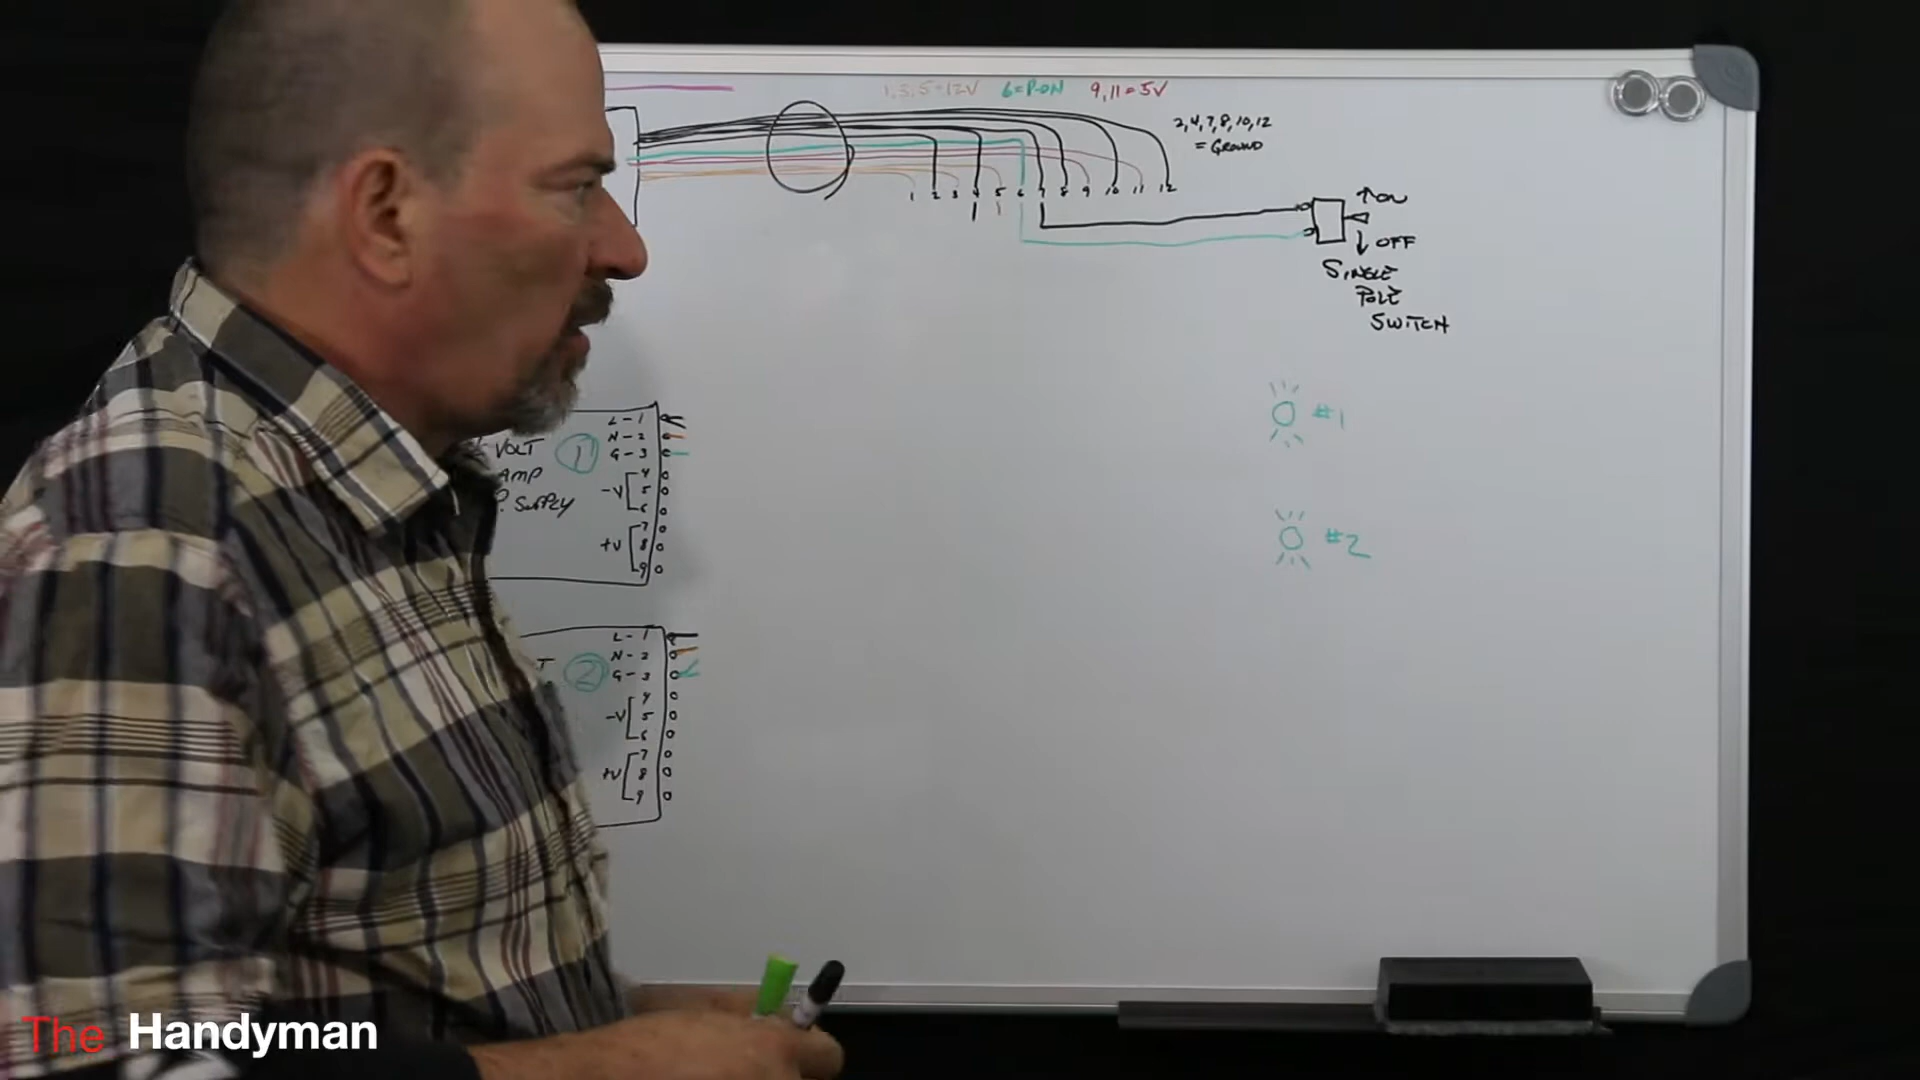 1,3,5=12V 6=P-ON 9,11=5V
2,4,7,8,10,12
= GROUND
1 2 3 4 5 6 7 8 9 10 11 12
↑ON
↓ OFF
SINGLE
POLE
SWITCH
#1
#2
L-1
VOLT 1 N-2
G-3
AMP
4
-V 5
P. SUPPLY 6
7
+V 8
9
L-1
N-2
2 G-3
4
-V 5
6
7
+V 8
9
The Handyman